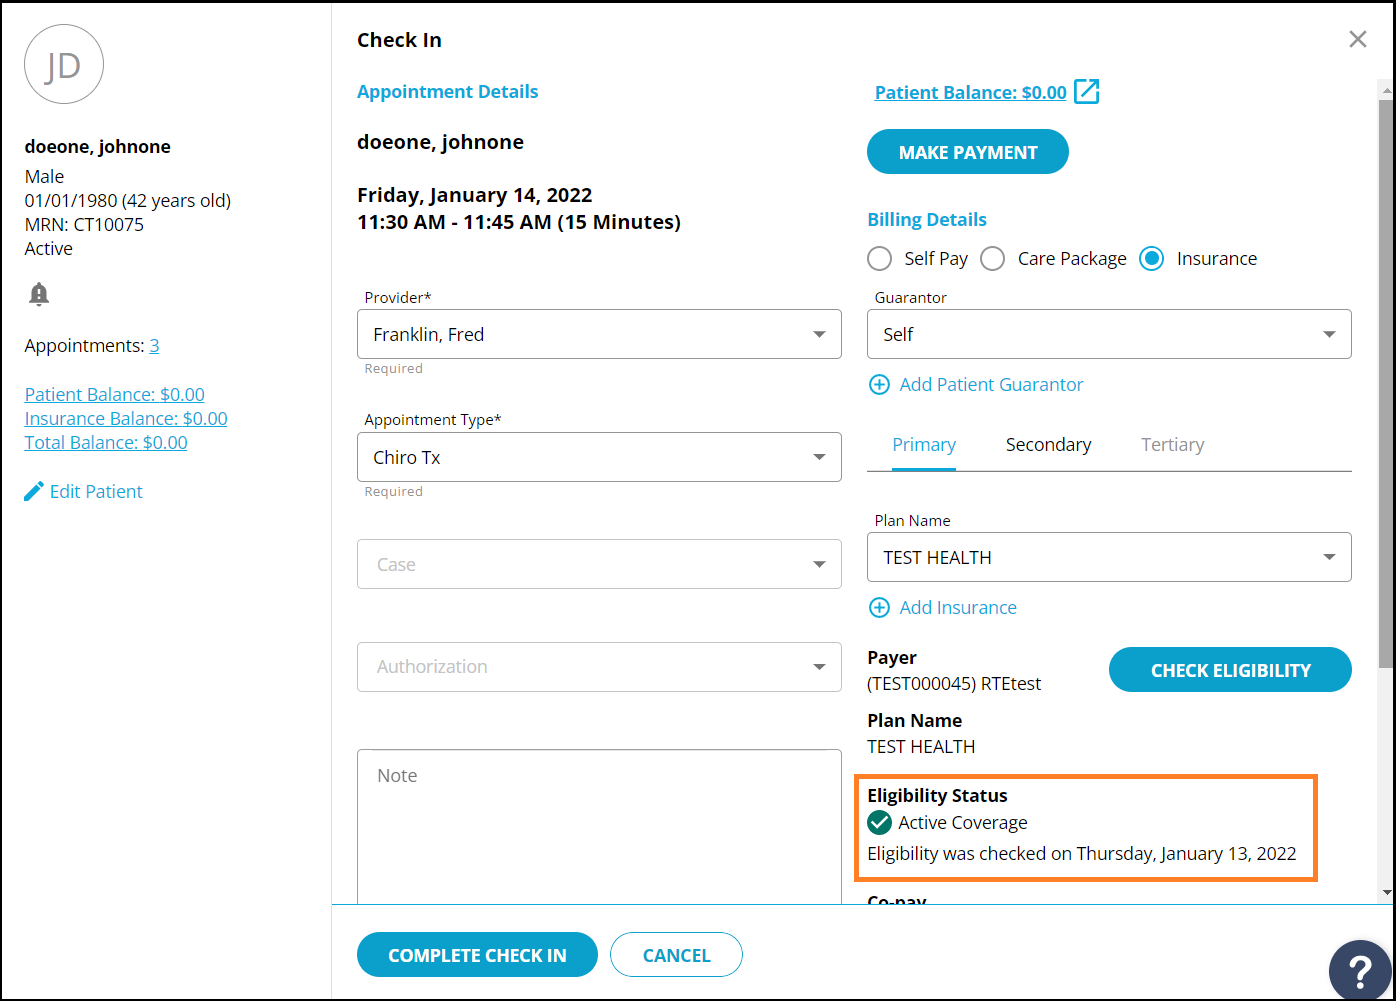 JD
doeone, johnone
Male
01/01/1980 (42 years old)
MRN: CT10075
Active
Appointments: 3
Patient Balance: $0.00
Insurance Balance: $0.00
Total Balance: $0.00
Edit Patient
Check In
Appointment Details
doeone, johnone
Friday, January 14, 2022
11:30 AM - 11:45 AM (15 Minutes)
Provider*
Franklin, Fred
Required
Appointment Type*
Chiro Tx
Required
Case
Authorization
Note
Patient Balance: $0.00
MAKE PAYMENT
Billing Details
Self Pay Care Package Insurance
Guarantor
Self
Add Patient Guarantor
Primary Secondary Tertiary
Plan Name
TEST HEALTH
Add Insurance
Payer
(TEST000045) RTEtest
CHECK ELIGIBILITY
Plan Name
TEST HEALTH
Eligibility Status
Active Coverage
Eligibility was checked on Thursday, January 13, 2022
Co-pay
COMPLETE CHECK IN
CANCEL
?